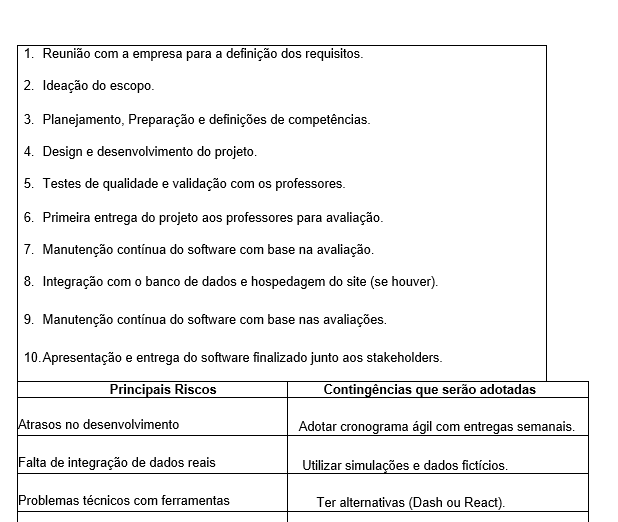 1. Reunião com a empresa para a definição dos requisitos.
2. Ideação do escopo.
3. Planejamento, Preparação e definições de competências.
4. Design e desenvolvimento do projeto.
5. Testes de qualidade e validação com os professores.
6. Primeira entrega do projeto aos professores para avaliação.
7. Manutenção contínua do software com base na avaliação.
8. Integração com o banco de dados e hospedagem do site (se houver).
9. Manutenção contínua do software com base nas avaliações.
10. Apresentação e entrega do software finalizado junto aos stakeholders.
Principais Riscos Contingências que serão adotadas
Atrasos no desenvolvimento Adotar cronograma ágil com entregas semanais.
Falta de integração de dados reais Utilizar simulações e dados fictícios.
Problemas técnicos com ferramentas Ter alternativas (Dash ou React).